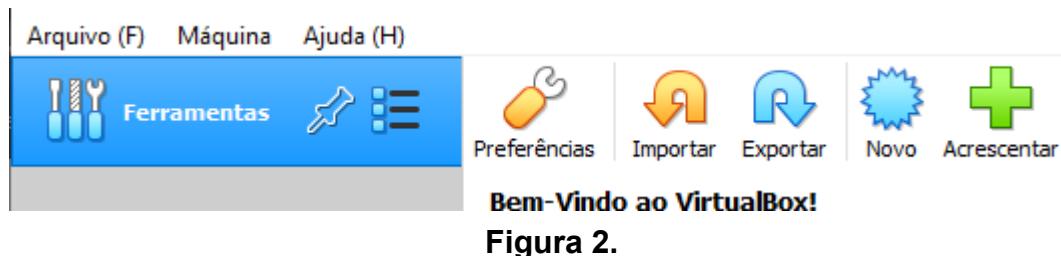 Arquivo (F) Máquina Ajuda (H)
Ferramentas
Preferências Importar Exportar Novo Acrescentar
Bem-Vindo ao VirtualBox!
Figura 2.